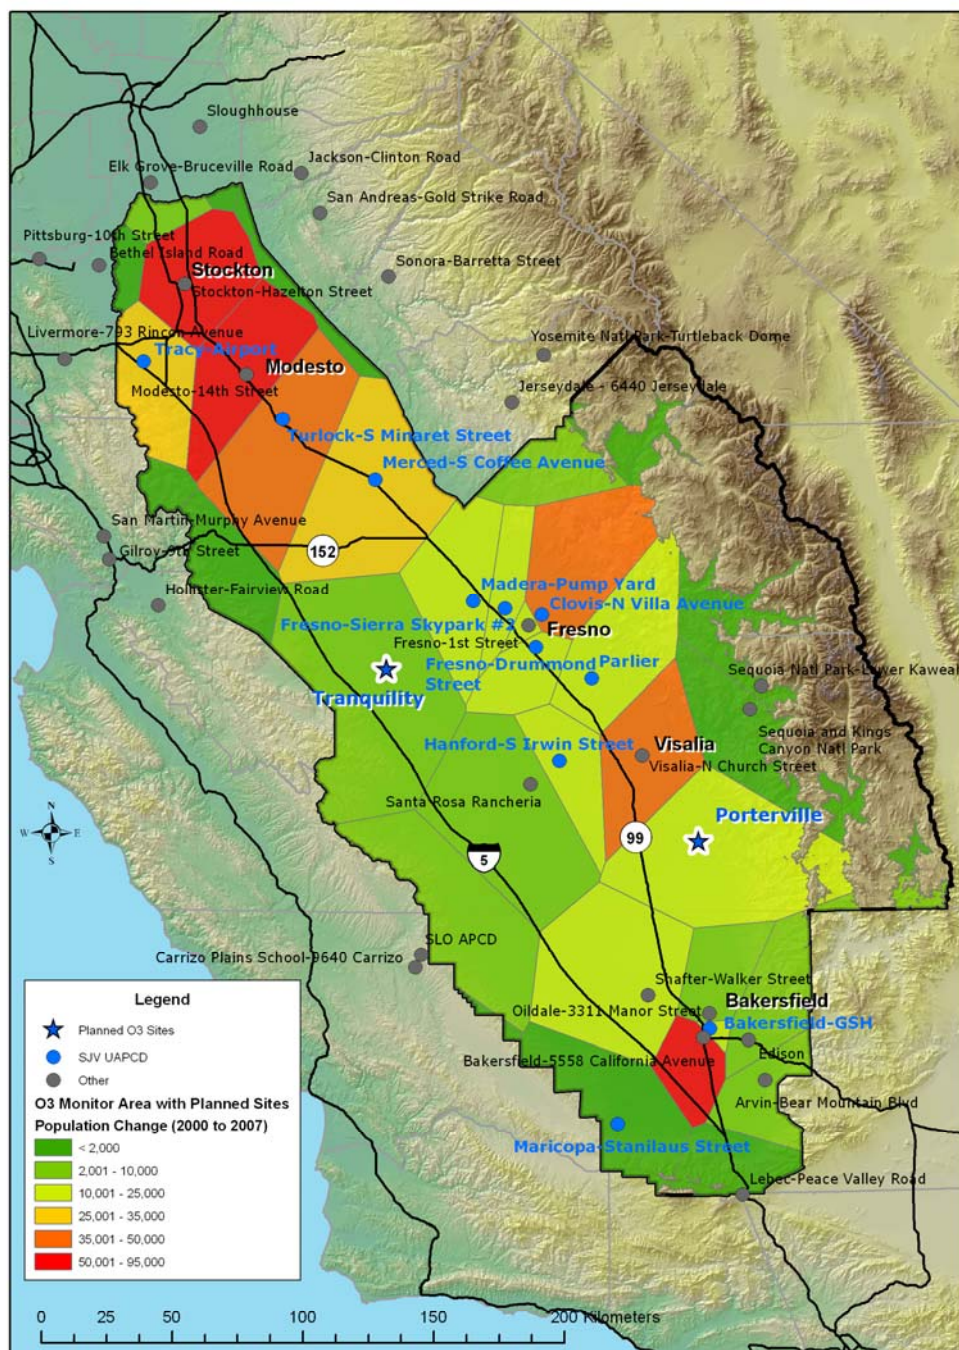 Sloughhouse
Elk Grove-Bruceville Road
Jackson-Clinton Road
San Andreas-Gold Strike Road
Pittsburg-10th Street
Bethel Island Road
Stockton
Stockton-Hazelton Street
Sonora-Barretta Street
Livermore-793 Rincon Avenue
Tracy-Airport
Yosemite Natl Park-Turtleback Dome
Modesto
Modesto-14th Street
Jerseydale - 6440 Jerseydale
Turlock-S Minaret Street
Merced-S Coffee Avenue
San Martin-Murphy Avenue
Gilroy-9th Street
152
Hollister-Fairview Road
Madera-Pump Yard
Clovis-N Villa Avenue
Fresno-Sierra Skypark #2
Fresno
Fresno-1st Street
Fresno-Drummond
Street
Parlier
Sequoia Natl Park-Lower Kaweah
Tranquility
Sequoia and Kings
Canyon Natl Park
Hanford-S Irwin Street
Visalia
Visalia-N Church Street
Santa Rosa Rancheria
Porterville
N
W
E
S
99
5
SLO APCD
Carrizo Plains School-9640 Carrizo
Shafter-Walker Street
Bakersfield
Oildale-3311 Manor Street
Bakersfield-GSH
Bakersfield-5558 California Avenue
Edison
Arvin-Bear Mountain Blvd
Maricopa-Stanilaus Street
Lebec-Peace Valley Road
Legend
Planned O3 Sites
SJV UAPCD
Other
O3 Monitor Area with Planned Sites
Population Change (2000 to 2007)
< 2,000
2,001 - 10,000
10,001 - 25,000
25,001 - 35,000
35,001 - 50,000
50,001 - 95,000
0 25 50 100 150 200 Kilometers